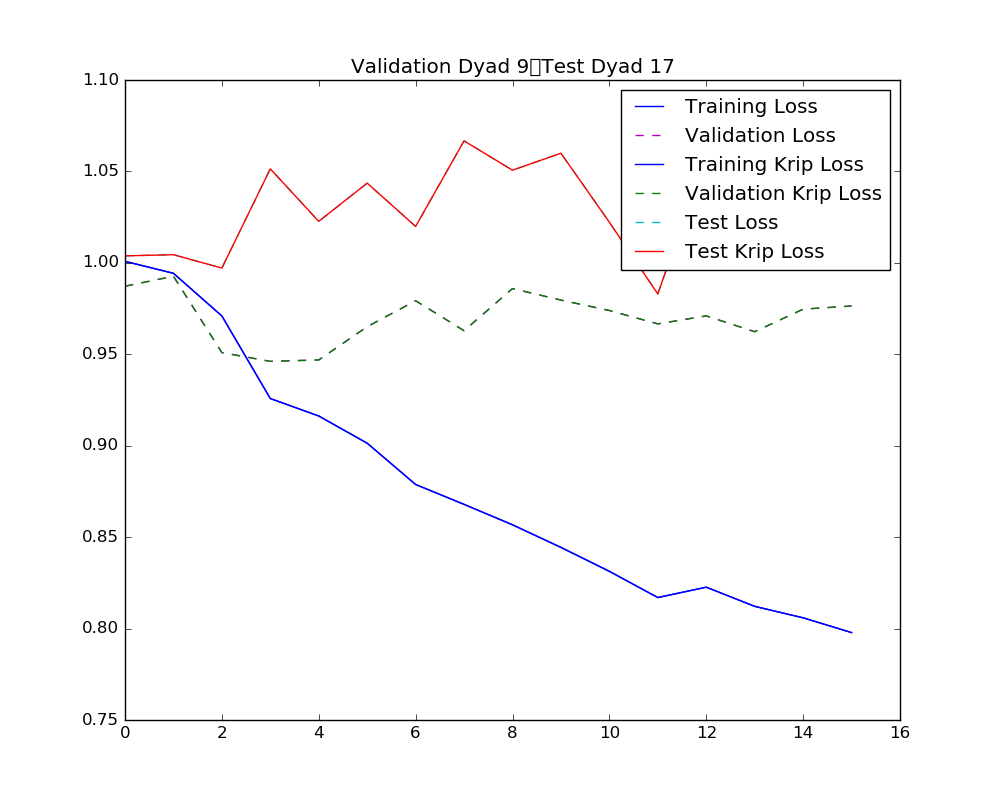 Validation Dyad 9▯Test Dyad 17
1.10
1.05
1.00
0.95
0.90
0.85
0.80
0.75
0 2 4 6 8 10 12 14 16
Training Loss
Validation Loss
Training Krip Loss
Validation Krip Loss
Test Loss
Test Krip Loss